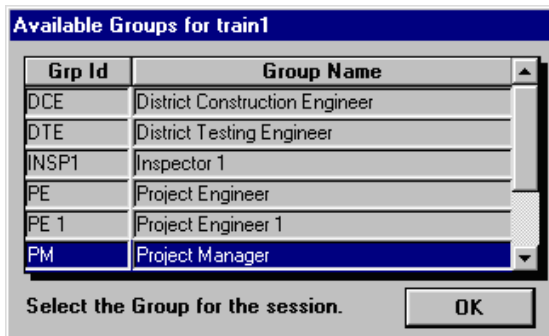 Available Groups for train1
Grp Id Group Name
DCE District Construction Engineer
DTE District Testing Engineer
INSP1 Inspector 1
PE Project Engineer
PE 1 Project Engineer 1
PM Project Manager
Select the Group for the session. OK